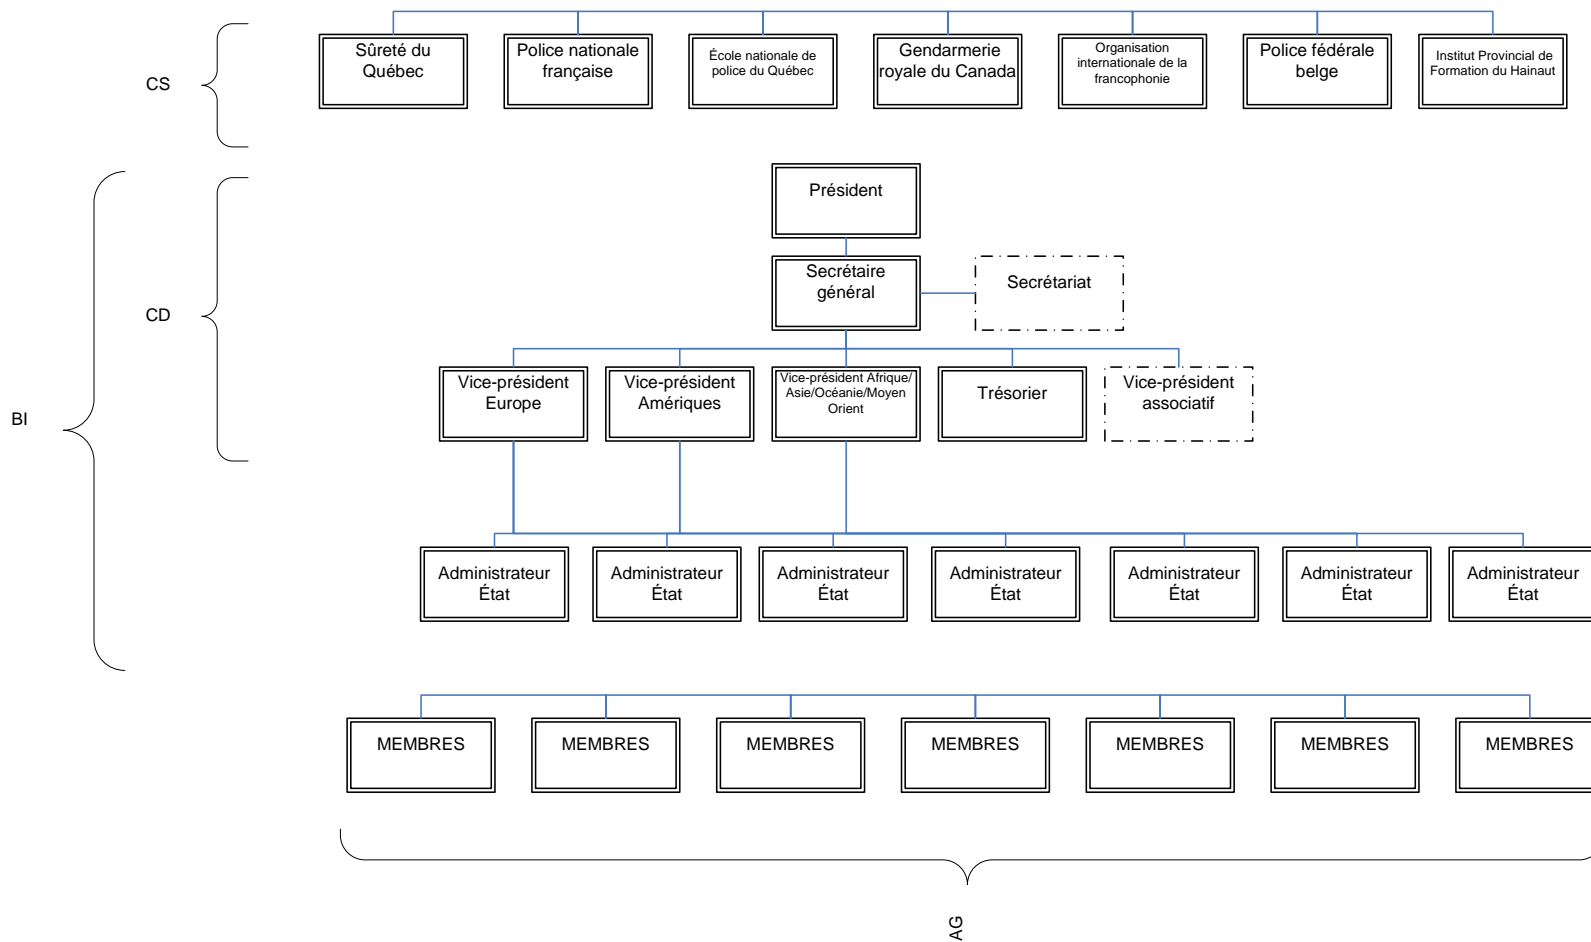 CS
Sûreté du
Québec
Police nationale
française
École nationale de
police du Québec
Gendarmerie
royale du Canada
Organisation
internationale de la
francophonie
Police fédérale
belge
Institut Provincial de
Formation du Hainaut
BI
CD
Président
Secrétaire
général
Secrétariat
Vice-président
Europe
Vice-président
Amériques
Vice-président Afrique/
Asie/Océanie/Moyen
Orient
Trésorier
Vice-président
associatif
Administrateur
État
Administrateur
État
Administrateur
État
Administrateur
État
Administrateur
État
Administrateur
État
Administrateur
État
MEMBRES
MEMBRES
MEMBRES
MEMBRES
MEMBRES
MEMBRES
MEMBRES
AG